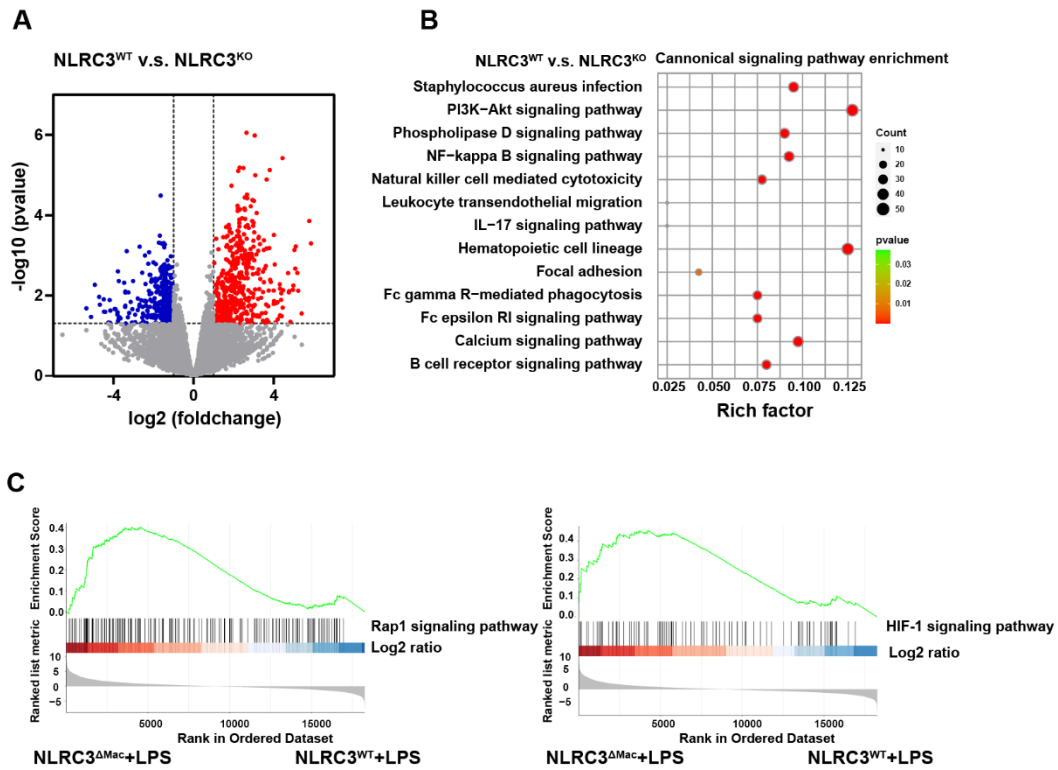 A
NLRC3WT v.s. NLRC3KO
-log10 (pvalue)
6
4
2
0
-4
0
4
log2 (foldchange)
B
NLRC3WT v.s. NLRC3KO
Cannonical signaling pathway enrichment
Staphylococcus aureus infection
PI3K−Akt signaling pathway
Phospholipase D signaling pathway
NF−kappa B signaling pathway
Natural killer cell mediated cytotoxicity
Leukocyte transendothelial migration
IL−17 signaling pathway
Hematopoietic cell lineage
Focal adhesion
Fc gamma R−mediated phagocytosis
Fc epsilon RI signaling pathway
Calcium signaling pathway
B cell receptor signaling pathway
0.025 0.050 0.075 0.100 0.125
Rich factor
Count
10
20
30
40
50
pvalue
0.03
0.02
0.01
C
Enrichment Score
0.4
0.3
0.2
0.1
0.0
Rap1 signaling pathway
Log2 ratio
Ranked list metric
10
5
0
−5
5000 10000 15000
Rank in Ordered Dataset
NLRC3ΔMac+LPS
NLRC3WT+LPS
Enrichment Score
0.4
0.3
0.2
0.1
0.0
HIF-1 signaling pathway
Log2 ratio
Ranked list metric
10
5
0
−5
5000 10000 15000
Rank in Ordered Dataset
NLRC3ΔMac+LPS
NLRC3WT+LPS